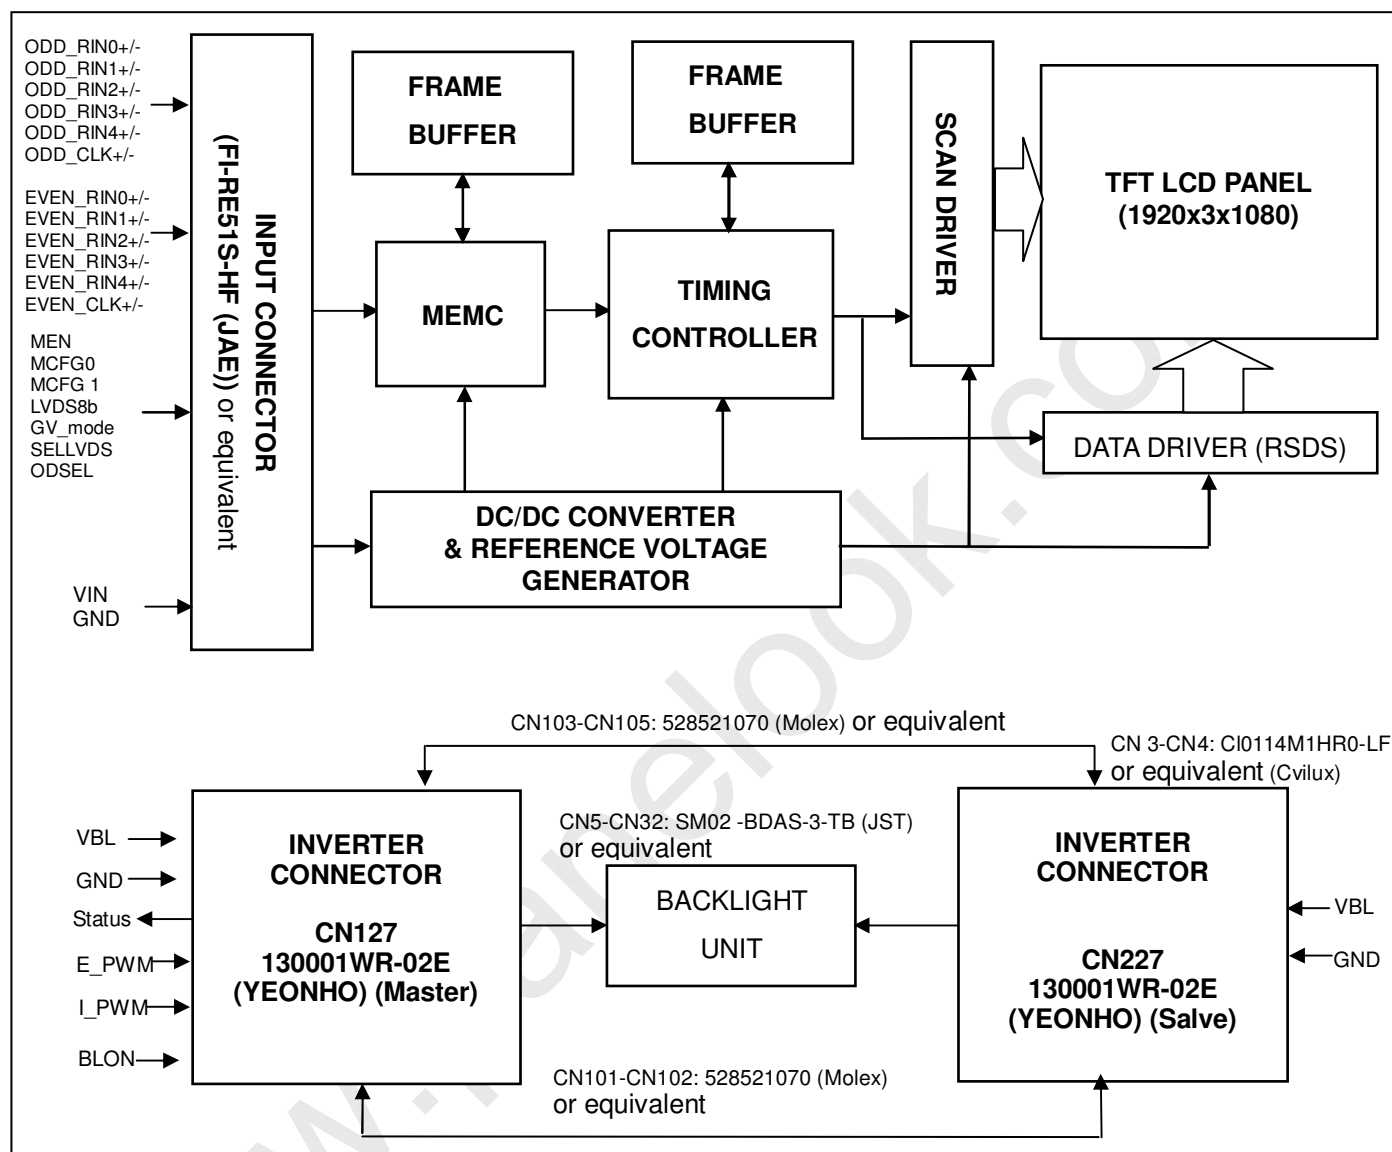 ODD_RIN0+/-
ODD_RIN1+/-
ODD_RIN2+/-
ODD_RIN3+/-
ODD_RIN4+/-
ODD_CLK+/-
EVEN_RIN0+/-
EVEN_RIN1+/-
EVEN_RIN2+/-
EVEN_RIN3+/-
EVEN_RIN4+/-
EVEN_CLK+/-
MEN
MCFG0
MCFG 1
LVDS8b
GV_mode
SELLVDS
ODSEL
VIN
GND
INPUT CONNECTOR
(FI-RE51S-HF (JAE)) or equivalent
FRAME
BUFFER
FRAME
BUFFER
MEMC
TIMING
CONTROLLER
SCAN DRIVER
TFT LCD PANEL
(1920x3x1080)
DATA DRIVER (RSDS)
DC/DC CONVERTER
& REFERENCE VOLTAGE
GENERATOR
CN103-CN105: 528521070 (Molex) or equivalent
CN 3-CN4: CI0114M1HR0-LF
or equivalent (Cvilux)
VBL
GND
Status
E_PWM
I_PWM
BLON
INVERTER
CONNECTOR
CN127
130001WR-02E
(YEONHO) (Master)
CN5-CN32: SM02 -BDAS-3-TB (JST)
or equivalent
BACKLIGHT
UNIT
INVERTER
CONNECTOR
CN227
130001WR-02E
(YEONHO) (Salve)
VBL
GND
CN101-CN102: 528521070 (Molex)
or equivalent
w.panelook.co